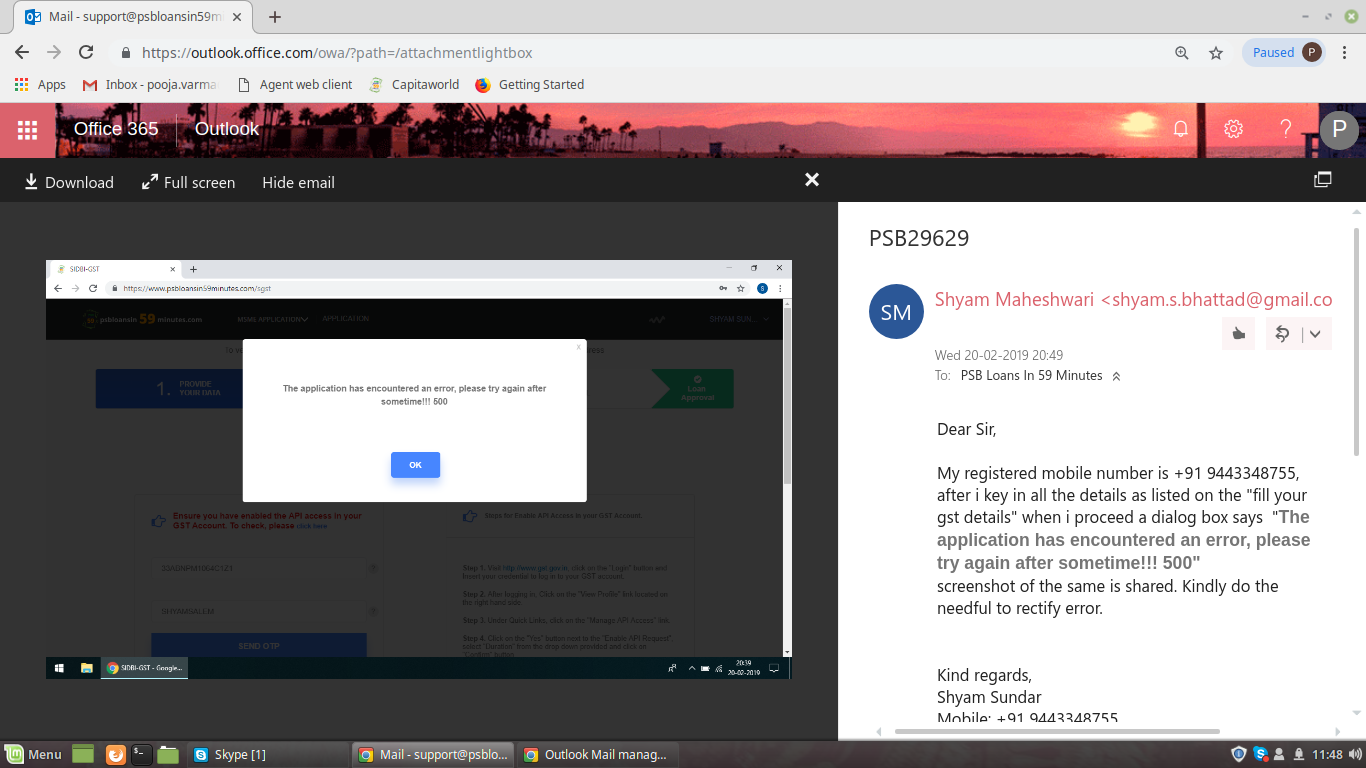 Mail - support@psbloansin59m
https://outlook.office.com/owa/?path=/attachmentlightbox
Paused P
Apps Inbox - pooja.varma Agent web client Capitaworld Getting Started
Office 365 Outlook P
Download Full screen Hide email
SIDBI-GST
https://www.psbloansin59minutes.com/sgst S
psbloansin 59 minutes.com MSME APPLICATION APPLICATION SHYAM SUN...
1. PROVIDE
YOUR DATA
Loan
Approval
x
The application has encountered an error, please try again after
sometime!!! 500
OK
Ensure you have enabled the API access in your
GST Account. To check, please click here
Steps for Enable API Access in your GST Account.
SHYAMSALEM
SEND OTP
Step 1. Visit click on the "Login" button and
Insert your credential to log in to your GST account.
Step 2. After logging in, Click on the "View Profile" link located on
the right hand side.
Step 3. Under Quick Links, click on the "Manage API Access" link.
Step 4. Click on the "Yes" button next to the "Enable API Request",
select "Duration" from the drop down provided and click on
"Confirm" button.
SIDBI-GST - Google...
20:39
20-02-2019
PSB29629
SM
Shyam Maheshwari <shyam.s.bhattad@gmail.co
Wed 20-02-2019 20:49
To: PSB Loans In 59 Minutes
Dear Sir,
My registered mobile number is +91 9443348755,
after i key in all the details as listed on the "fill your
gst details" when i proceed a dialog box says "The
application has encountered an error, please
try again after sometime!!! 500"
screenshot of the same is shared. Kindly do the
needful to rectify error.
Kind regards,
Shyam Sundar
Mobile: +91 9443348755
Menu Skype [1] Mail - support@psblo... Outlook Mail manag... 11:48